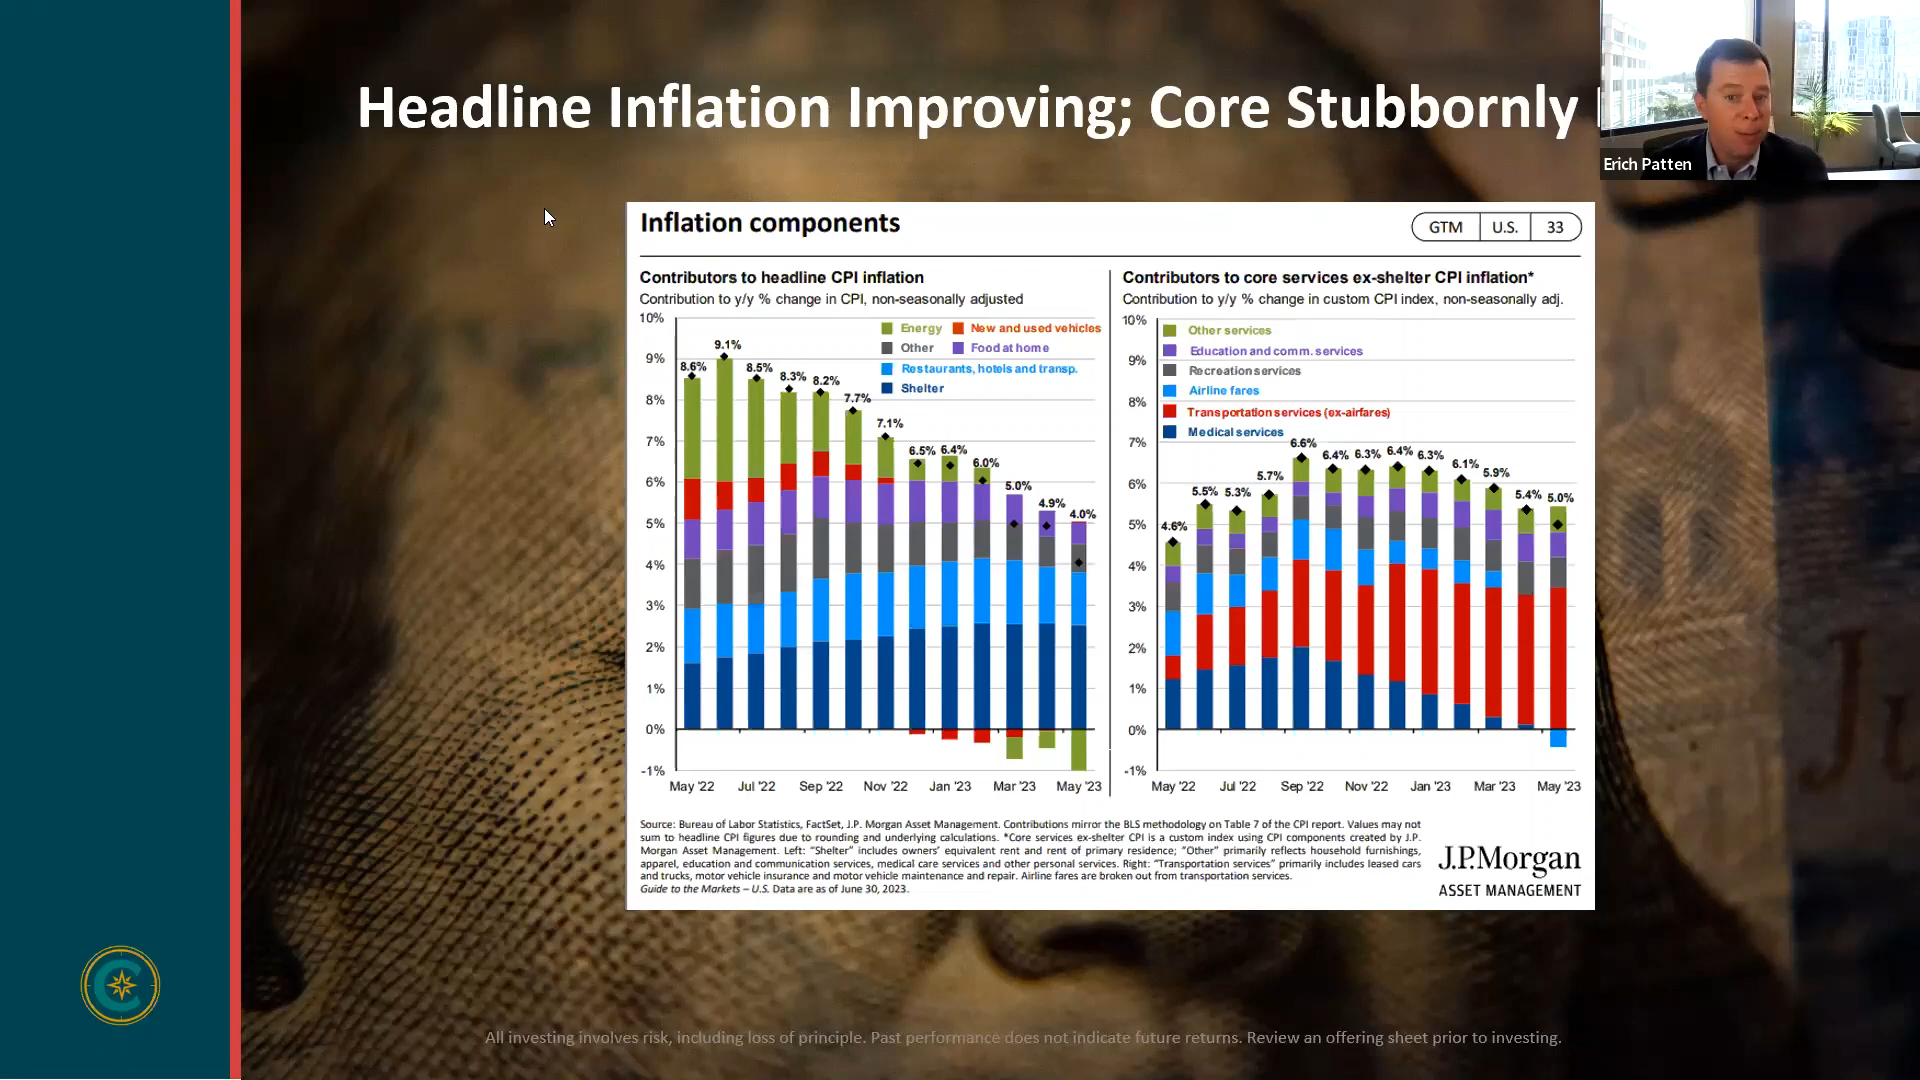 Headline Inflation Improving; Core Stubbornly
Erich Patten
Inflation components
GTM U.S. 33
Contributors to headline CPI inflation
Contribution to y/y % change in CPI, non-seasonally adjusted
10%
9%
8%
7%
6%
5%
4%
3%
2%
1%
0%
-1%
Energy New and used vehicles
Other Food at home
Restaurants, hotels and transp.
Shelter
8.6% 9.1% 8.5% 8.3% 8.2% 7.7% 7.1% 6.5% 6.4% 6.0% 5.0% 4.9% 4.0%
May '22 Jul '22 Sep '22 Nov '22 Jan '23 Mar '23 May '23
Contributors to core services ex-shelter CPI inflation*
Contribution to y/y % change in custom CPI index, non-seasonally adj.
10%
9%
8%
7%
6%
5%
4%
3%
2%
1%
0%
-1%
Other services
Education and comm. services
Recreation services
Airline fares
Transportation services (ex-airfares)
Medical services
4.6% 5.5% 5.3% 5.7% 6.6% 6.4% 6.3% 6.4% 6.3% 6.1% 5.9% 5.4% 5.0%
May '22 Jul '22 Sep '22 Nov '22 Jan '23 Mar '23 May '23
Source: Bureau of Labor Statistics, FactSet, J.P. Morgan Asset Management. Contributions mirror the BLS methodology on Table 7 of the CPI report. Values may not
sum to headline CPI figures due to rounding and underlying calculations. *Core services ex-shelter CPI is a custom index using CPI components created by J.P.
Morgan Asset Management. Left: "Shelter" includes owners' equivalent rent and rent of primary residence; "Other" primarily reflects household furnishings,
apparel, education and communication services, medical care services and other personal services. Right: "Transportation services" primarily includes leased cars
and trucks, motor vehicle insurance and motor vehicle maintenance and repair. Airline fares are broken out from transportation services.
Guide to the Markets – U.S. Data are as of June 30, 2023.
J.P.Morgan
ASSET MANAGEMENT
All investing involves risk, including loss of principle. Past performance does not indicate future returns. Review an offering sheet prior to investing.